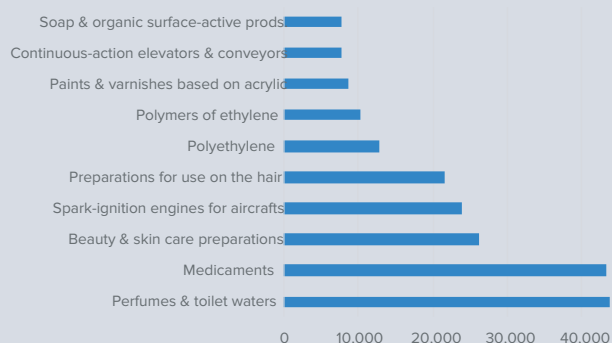 Soap & organic surface-active prods
Continuous-action elevators & conveyors
Paints & varnishes based on acrylic
Polymers of ethylene
Polyethylene
Preparations for use on the hair
Spark-ignition engines for aircrafts
Beauty & skin care preparations
Medicaments
Perfumes & toilet waters
0 10,000 20,000 30,000 40,000